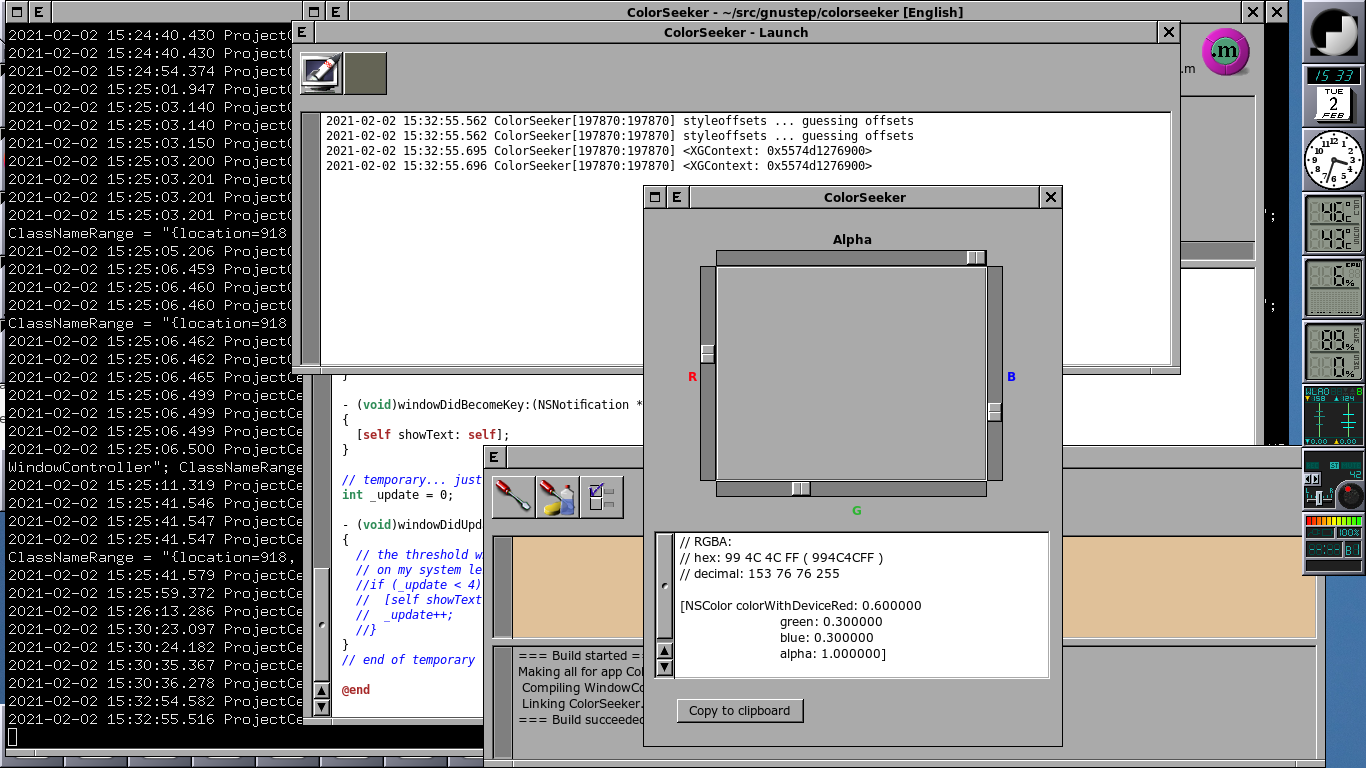 ColorSeeker - ~/src/gnustep/colorseeker [English]
2021-02-02 15:24:40.430 ProjectC
2021-02-02 15:24:40.430 ProjectC
2021-02-02 15:24:54.374 ProjectC
2021-02-02 15:25:01.947 ProjectC
2021-02-02 15:25:03.140 ProjectC
2021-02-02 15:25:03.140 ProjectC
2021-02-02 15:25:03.150 ProjectC
2021-02-02 15:25:03.200 ProjectC
2021-02-02 15:25:03.201 ProjectC
2021-02-02 15:25:03.201 ProjectC
2021-02-02 15:25:03.201 ProjectC
ClassNameRange = "{location=918
2021-02-02 15:25:05.206 ProjectC
2021-02-02 15:25:06.459 ProjectC
2021-02-02 15:25:06.460 ProjectC
2021-02-02 15:25:06.460 ProjectC
ClassNameRange = "{location=918
2021-02-02 15:25:06.462 ProjectC
2021-02-02 15:25:06.462 ProjectC
2021-02-02 15:25:06.465 ProjectC
2021-02-02 15:25:06.499 ProjectCe
2021-02-02 15:25:06.499 ProjectCe
2021-02-02 15:25:06.499 ProjectCe
2021-02-02 15:25:06.500 ProjectCe
WindowController"; ClassNameRange
2021-02-02 15:25:11.319 ProjectCe
2021-02-02 15:25:41.546 ProjectCe
2021-02-02 15:25:41.547 ProjectCe
2021-02-02 15:25:41.547 ProjectCe
ClassNameRange = "{location=918,
2021-02-02 15:25:41.579 ProjectCe
2021-02-02 15:25:59.372 ProjectCe
2021-02-02 15:26:13.286 ProjectCe
2021-02-02 15:30:23.097 ProjectCe
2021-02-02 15:30:24.182 ProjectCe
2021-02-02 15:30:35.367 ProjectCe
2021-02-02 15:30:36.278 ProjectCe
2021-02-02 15:32:54.582 ProjectCe
2021-02-02 15:32:55.516 ProjectCe
E
E
ColorSeeker - Launch
E
2021-02-02 15:32:55.562 ColorSeeker[197870:197870] styleoffsets ... guessing offsets
2021-02-02 15:32:55.562 ColorSeeker[197870:197870] styleoffsets ... guessing offsets
2021-02-02 15:32:55.695 ColorSeeker[197870:197870] <XGContext: 0x5574d1276900>
2021-02-02 15:32:55.696 ColorSeeker[197870:197870] <XGContext: 0x5574d1276900>
.m
.m
";
";
}
- (void)windowDidBecomeKey:(NSNotification *
{
[self showText: self];
}
// temporary... just
int _update = 0;
- (void)windowDidUpd
{
// the threshold w
// on my system le
//if (_update < 4)
//  [self showText
//  _update++;
//}
}
// end of temporary
@end
E
=== Build started =
Making all for app Col
Compiling WindowCo
Linking ColorSeeker.
=== Build succeeded
E
ColorSeeker
Alpha
R
B
G
// RGBA:
// hex: 99 4C 4C FF ( 994C4CFF )
// decimal: 153 76 76 255
[NSColor colorWithDeviceRed: 0.600000
green: 0.300000
blue: 0.300000
alpha: 1.000000]
Copy to clipboard
15 33
TUE
2
FEB
46°C
43°C
CPU
6%
89%
0%
WLAO
158
124
0.00
0.00
ST
42
L
R
100%
B1